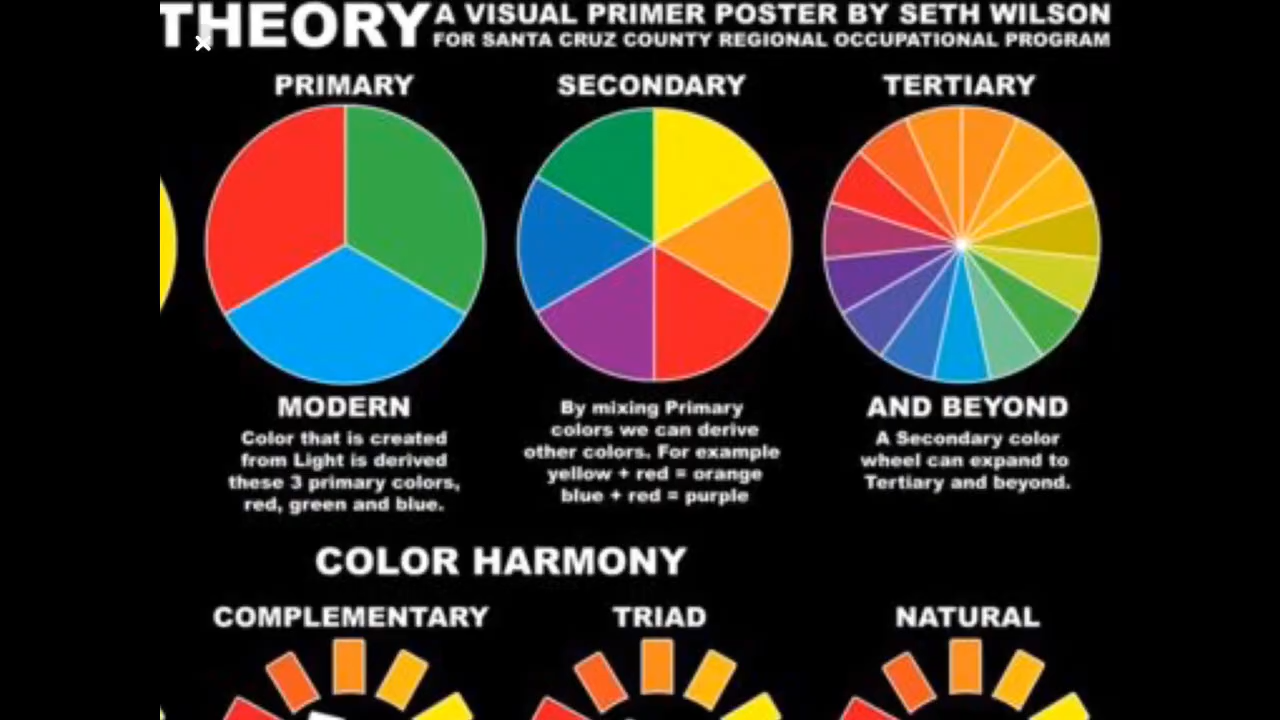 THEORY A VISUAL PRIMER POSTER BY SETH WILSON
FOR SANTA CRUZ COUNTY REGIONAL OCCUPATIONAL PROGRAM
PRIMARY
MODERN
Color that is created
from Light is derived
these 3 primary colors,
red, green and blue.
SECONDARY
By mixing Primary
colors we can derive
other colors. For example
yellow + red = orange
blue + red = purple
TERTIARY
AND BEYOND
A Secondary color
wheel can expand to
Tertiary and beyond.
COLOR HARMONY
COMPLEMENTARY
TRIAD
NATURAL